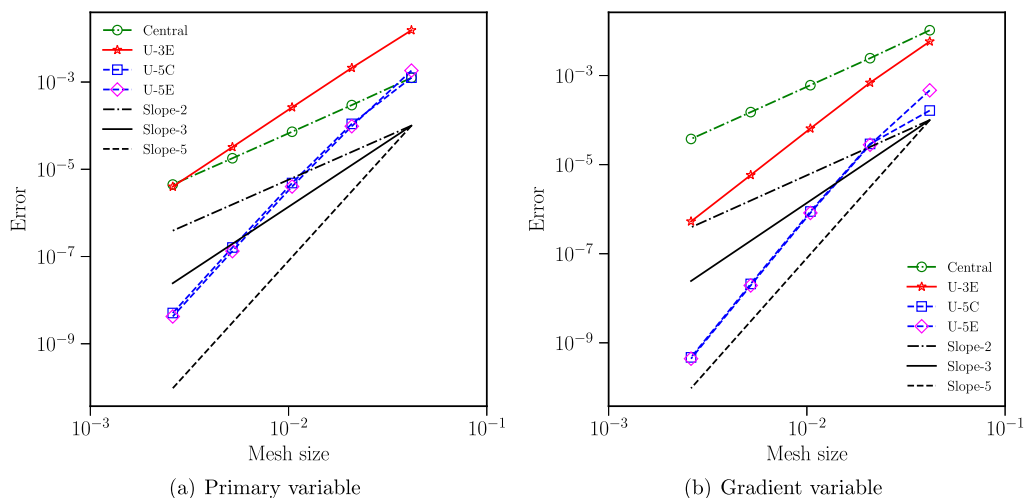 Central
U-3E
U-5C
U-5E
Slope-2
Slope-3
Slope-5
10⁻³
10⁻⁵
10⁻⁷
10⁻⁹
Error
10⁻³
10⁻²
10⁻¹
Mesh size
(a) Primary variable
10⁻³
10⁻⁵
10⁻⁷
10⁻⁹
Error
Central
U-3E
U-5C
U-5E
Slope-2
Slope-3
Slope-5
10⁻³
10⁻²
10⁻¹
Mesh size
(b) Gradient variable